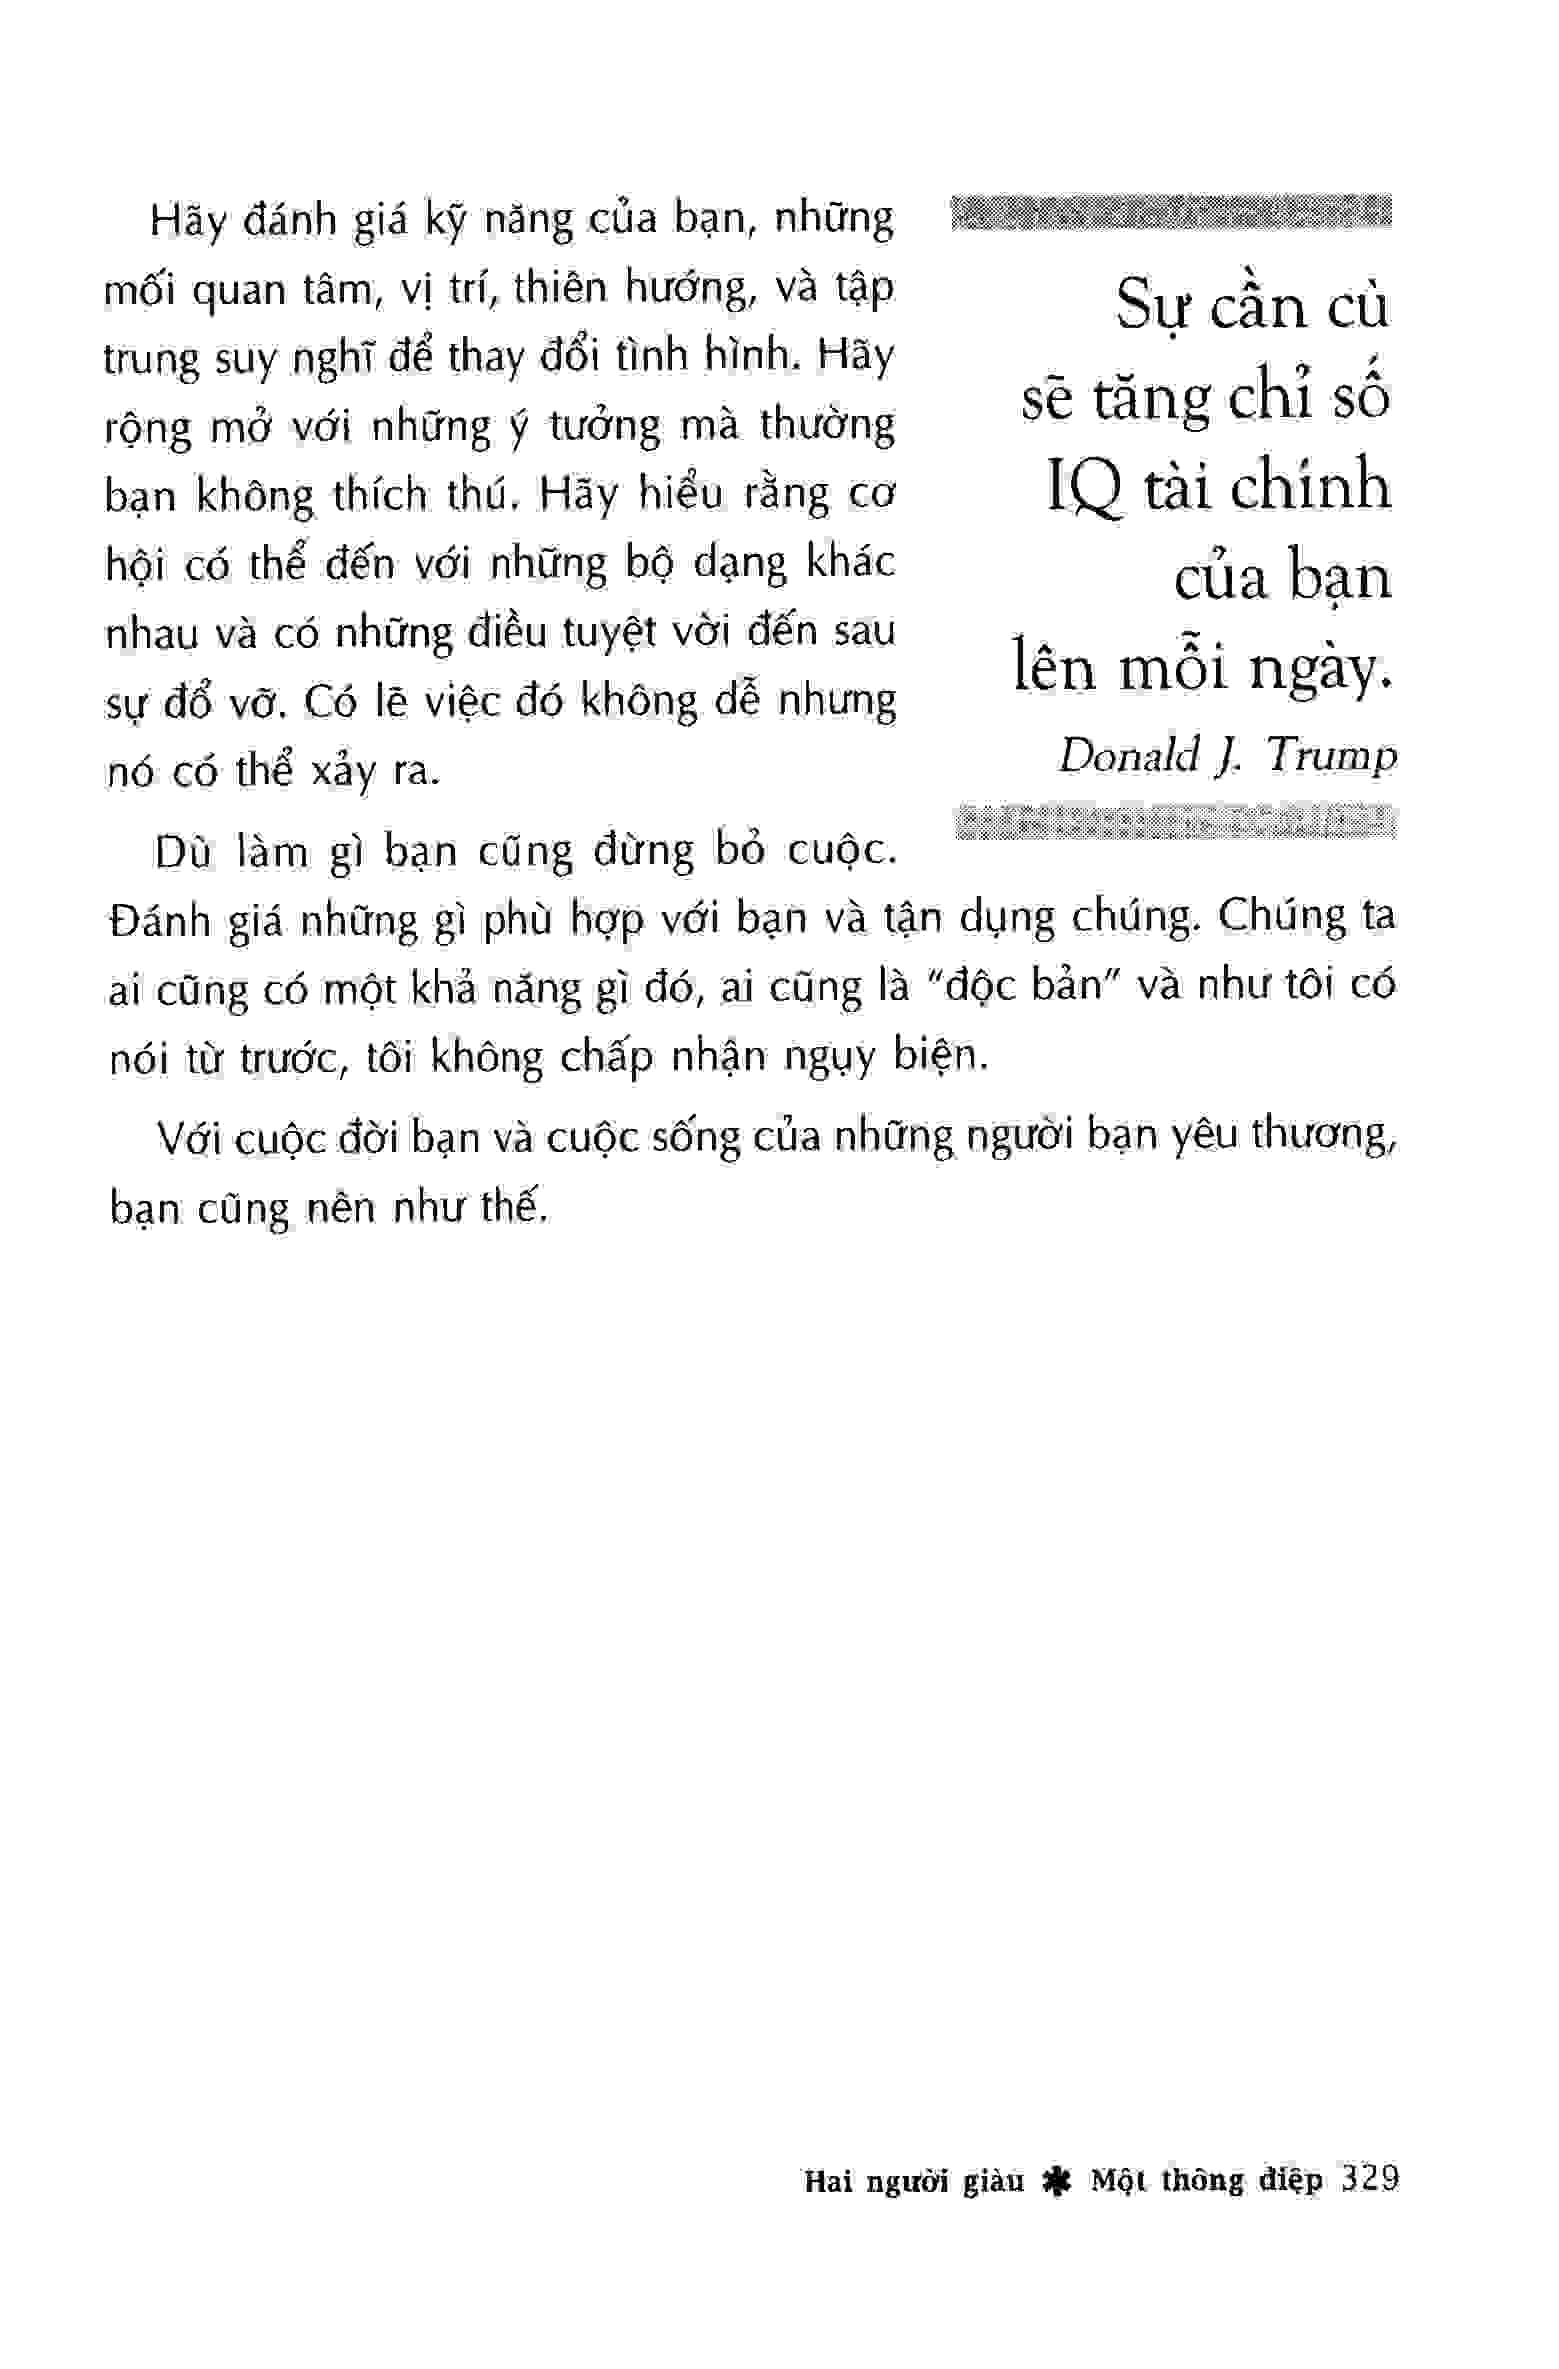 Hãy đánh giá kỹ năng của bạn, những
mối quan tâm, vị trí, thiên hướng, và tập
trung suy nghĩ để thay đổi tình hình. Hãy
rộng mở với những ý tưởng mà thường
bạn không thích thú. Hãy hiểu rằng cơ
hội có thể đến với những bộ dạng khác
nhau và có những điều tuyệt vời đến sau
sự đổ vỡ. Có lẽ việc đó không dễ nhưng
nó có thể xảy ra.
Sự cần cù
sẽ tăng chỉ số
IQ tài chính
của bạn
lên mỗi ngày.
Donald J. Trump
Dù làm gì bạn cũng đừng bỏ cuộc.
Đánh giá những gì phù hợp với bạn và tận dụng chúng. Chúng ta
ai cũng có một khả năng gì đó, ai cũng là "độc bản" và như tôi có
nói từ trước, tôi không chấp nhận ngụy biện.
Với cuộc đời bạn và cuộc sống của những người bạn yêu thương,
bạn cũng nên như thế.
Hai người giàu ✱ Một thông điệp 329